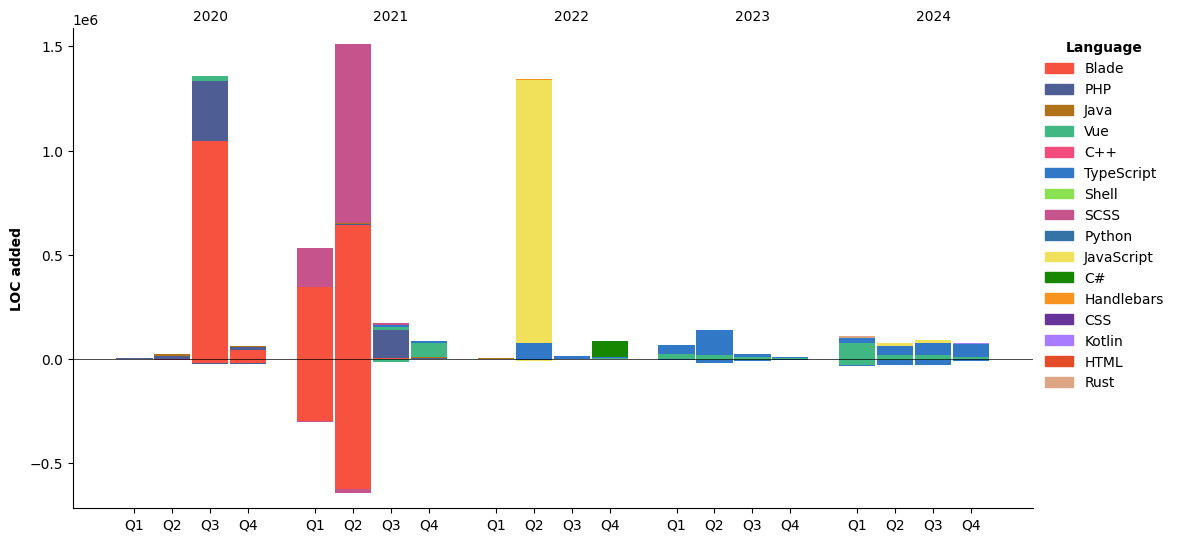 1e6
2020 2021 2022 2023 2024
LOC added
1.5
1.0
0.5
0.0
−0.5
Q1 Q2 Q3 Q4 Q1 Q2 Q3 Q4 Q1 Q2 Q3 Q4 Q1 Q2 Q3 Q4 Q1 Q2 Q3 Q4
Language
Blade
PHP
Java
Vue
C++
TypeScript
Shell
SCSS
Python
JavaScript
C#
Handlebars
CSS
Kotlin
HTML
Rust